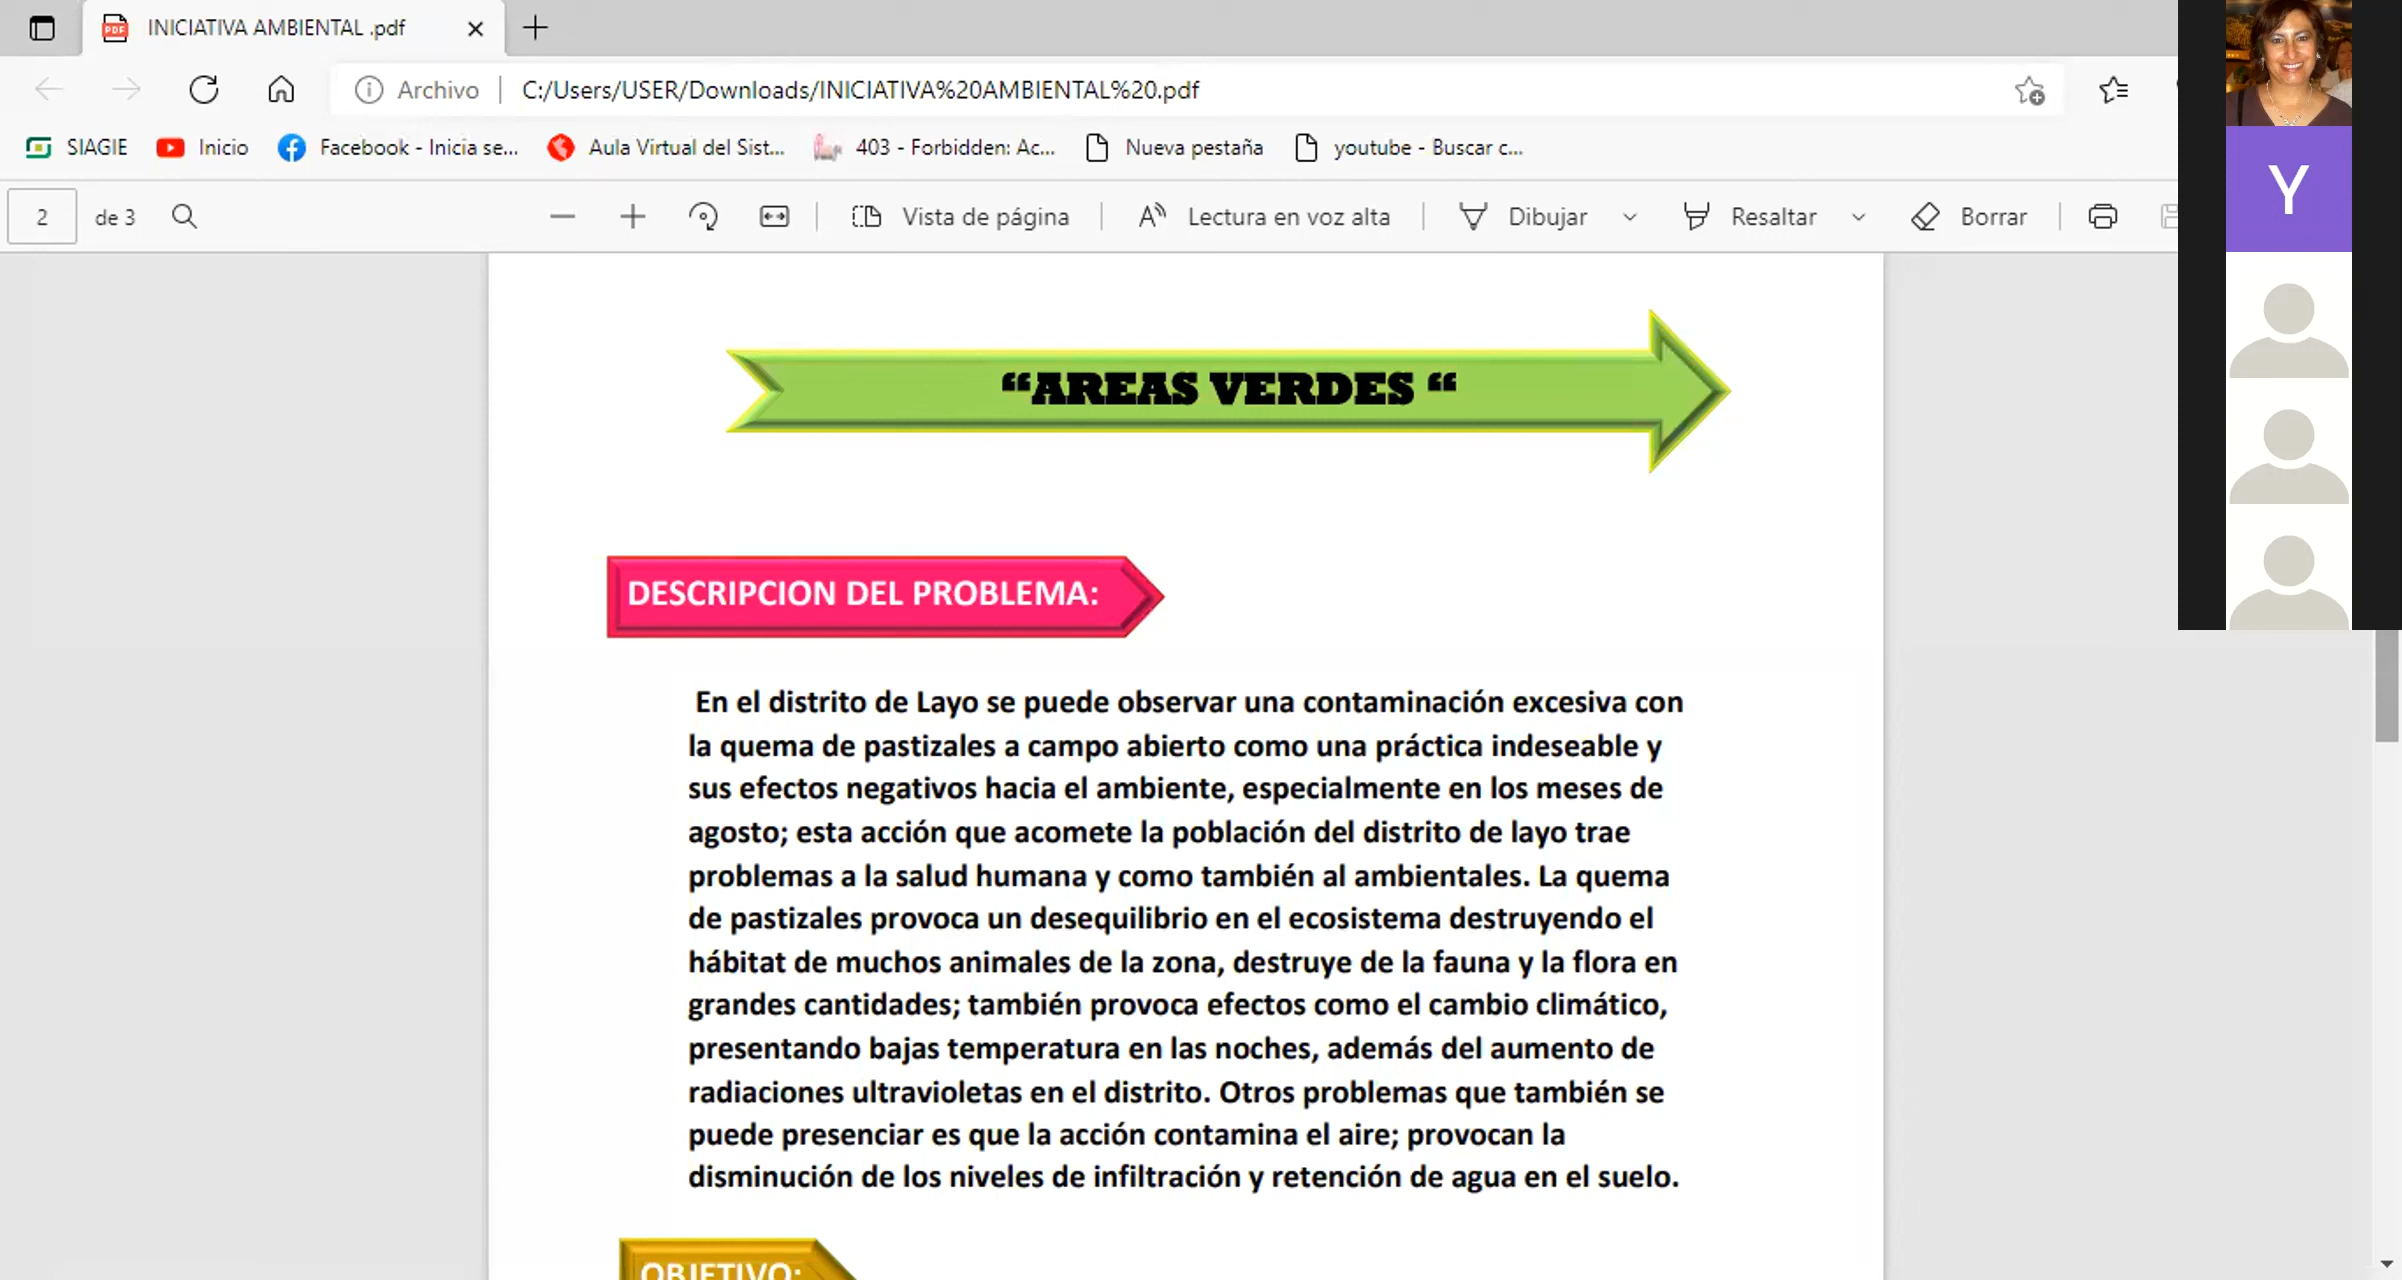 INICIATIVA AMBIENTAL .pdf
Archivo C:/Users/USER/Downloads/INICIATIVA%20AMBIENTAL%20.pdf
SIAGIE Inicio Facebook - Inicia se... Aula Virtual del Sist... 403 - Forbidden: Ac... Nueva pestaña youtube - Buscar c...
2 de 3 Vista de página Lectura en voz alta Dibujar Resaltar Borrar
Y
“AREAS VERDES “
DESCRIPCION DEL PROBLEMA:
En el distrito de Layo se puede observar una contaminación excesiva con
la quema de pastizales a campo abierto como una práctica indeseable y
sus efectos negativos hacia el ambiente, especialmente en los meses de
agosto; esta acción que acomete la población del distrito de layo trae
problemas a la salud humana y como también al ambientales. La quema
de pastizales provoca un desequilibrio en el ecosistema destruyendo el
hábitat de muchos animales de la zona, destruye de la fauna y la flora en
grandes cantidades; también provoca efectos como el cambio climático,
presentando bajas temperatura en las noches, además del aumento de
radiaciones ultravioletas en el distrito. Otros problemas que también se
puede presenciar es que la acción contamina el aire; provocan la
disminución de los niveles de infiltración y retención de agua en el suelo.
OBJETIVO: